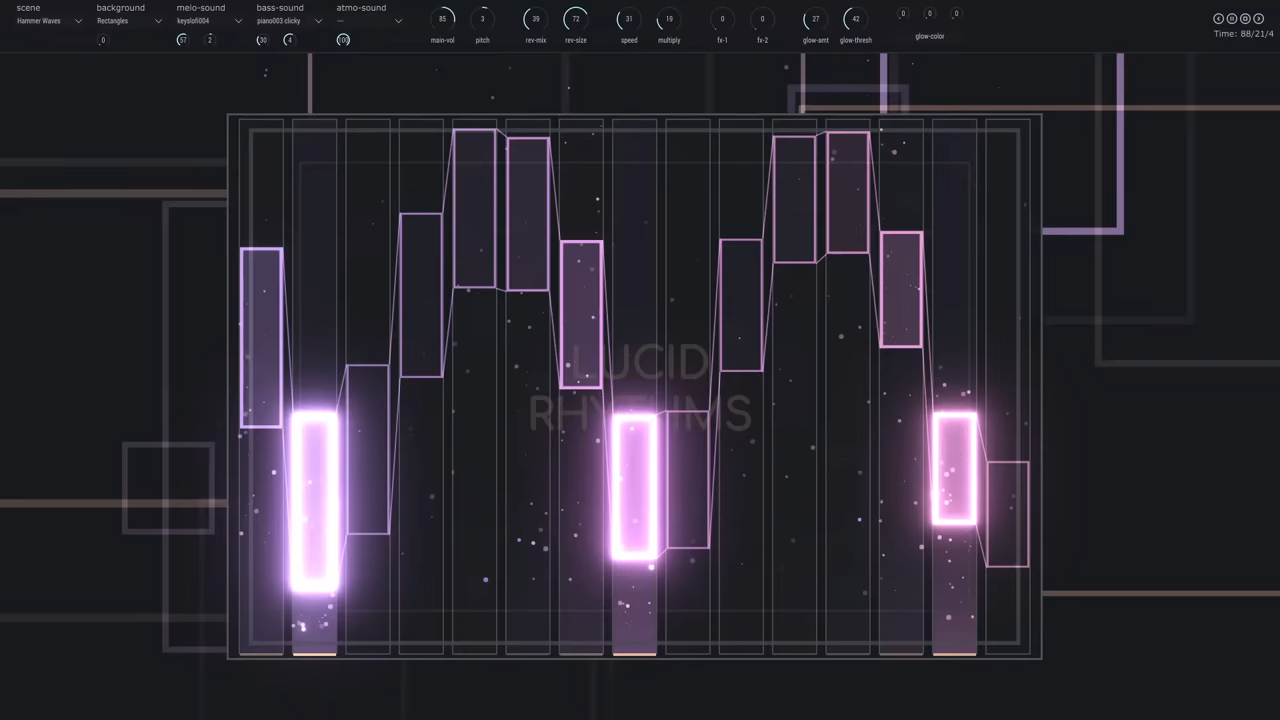 scene
background
melo-sound
bass-sound
atmo-sound
Hammer Waves
Rectangles
keyslofi004
piano003 clicky
---
0
57
2
30
4
100
85
3
39
72
31
19
0
0
27
42
0
0
0
main-vol
pitch
rev-mix
rev-size
speed
multiply
fx-1
fx-2
glow-amt
glow-thresh
glow-color
Time: 88/21/4
LUCID
RHYTHMS